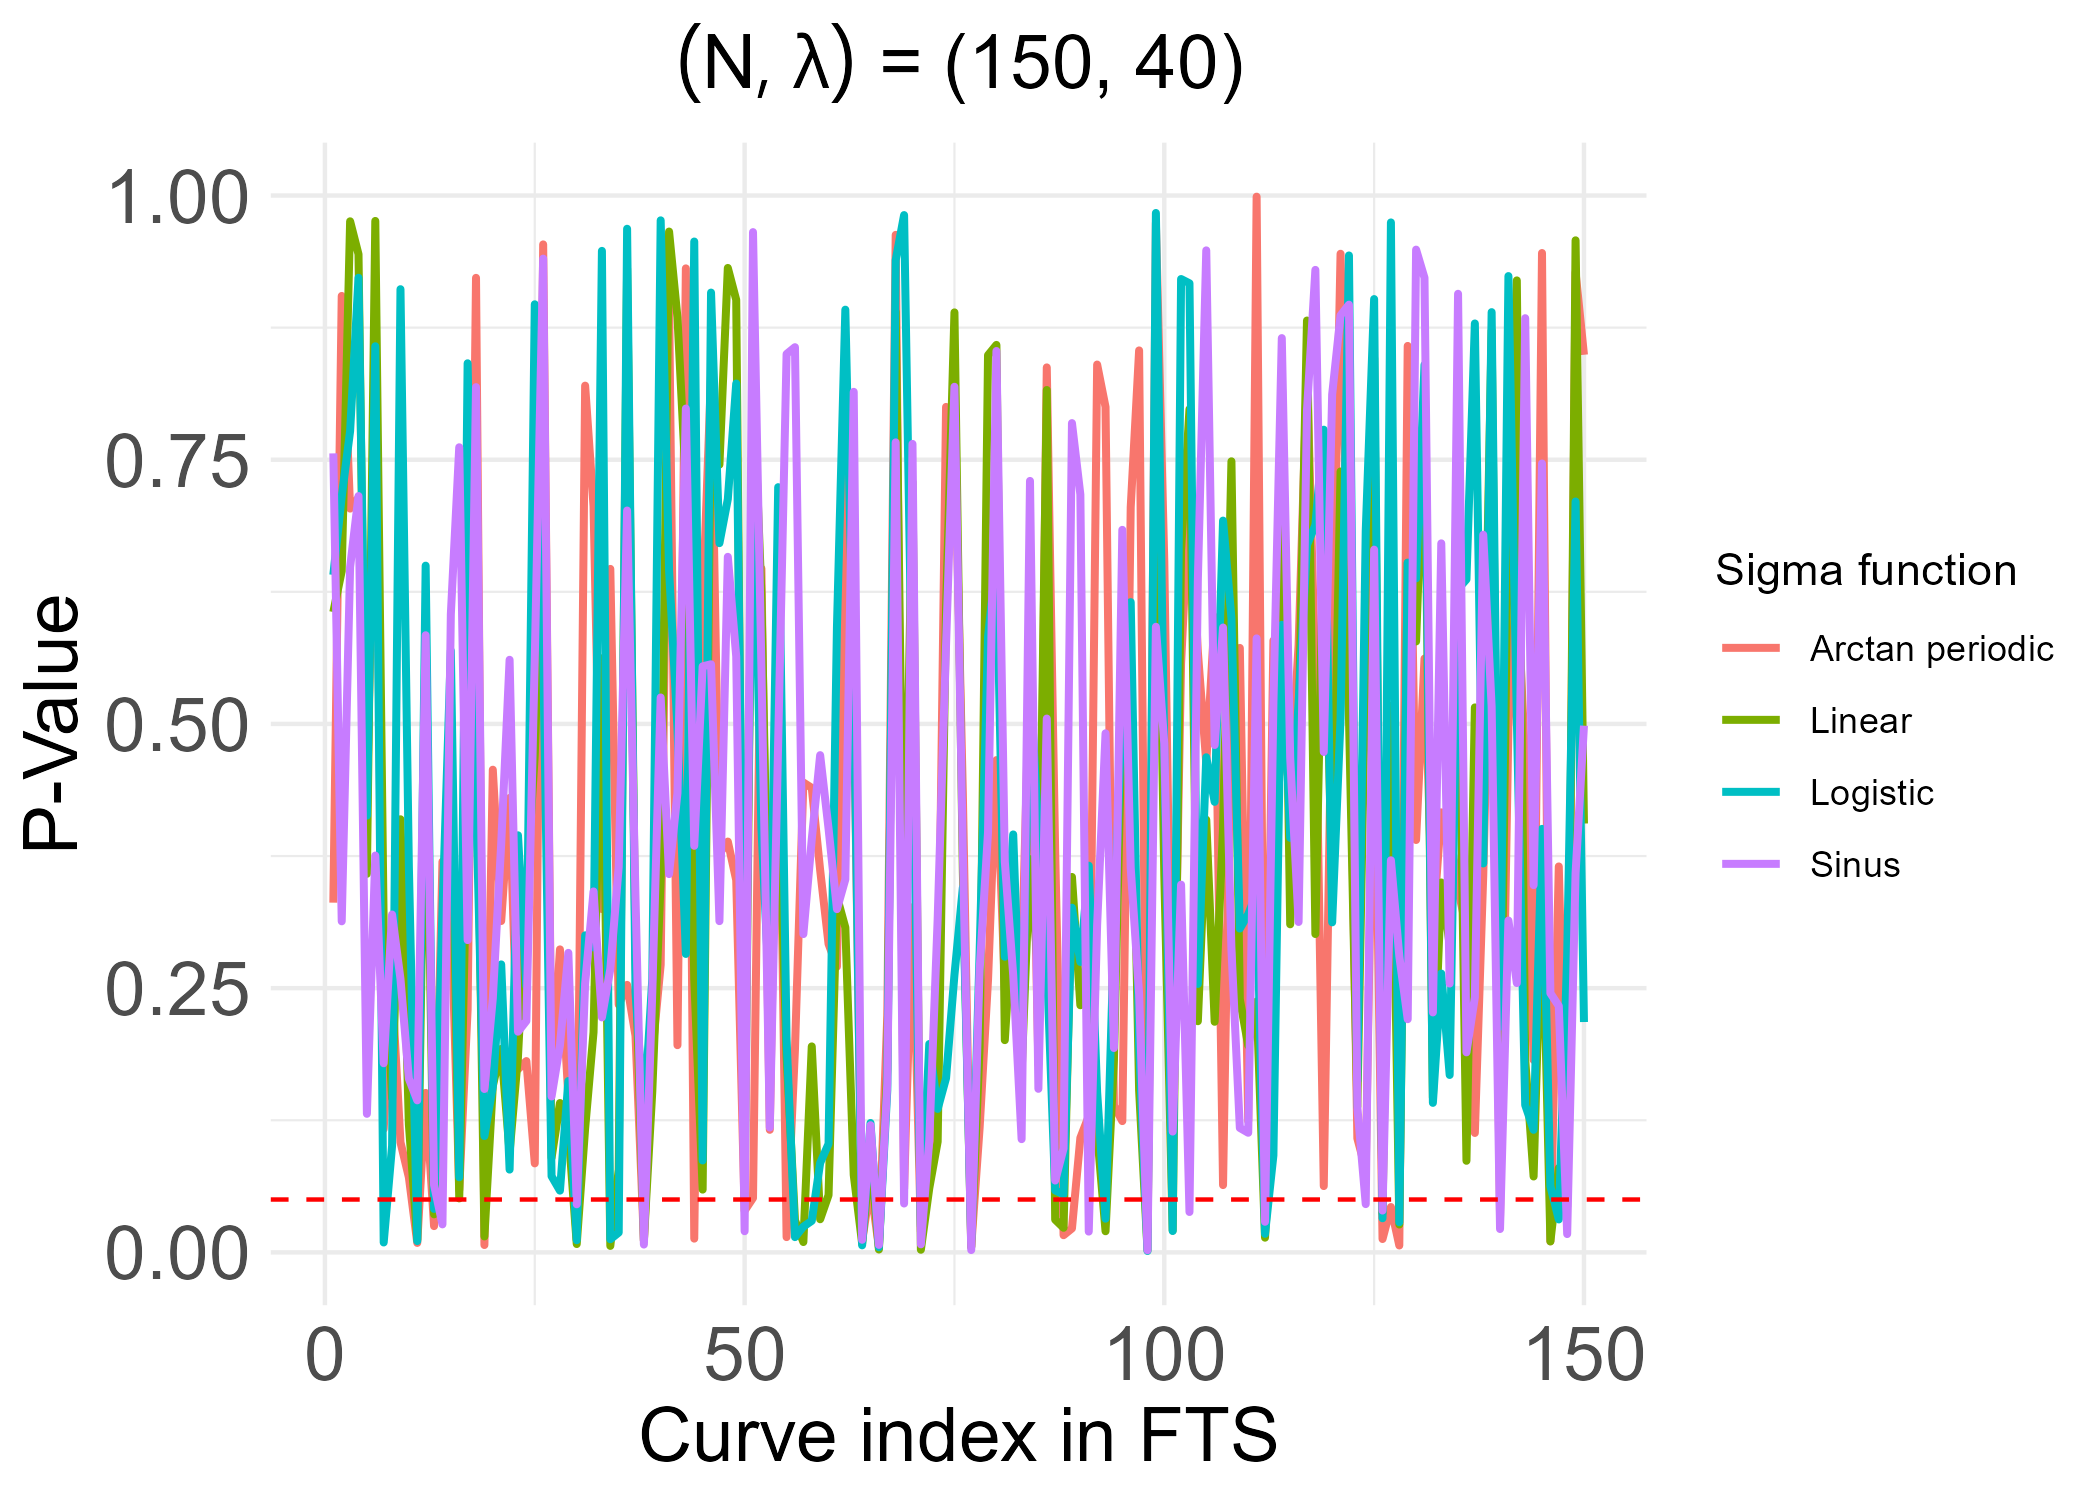 (N, λ) = (150, 40)
1.00
0.75
0.50
0.25
0.00
P-Value
0 50 100 150
Curve index in FTS
Sigma function
Arctan periodic
Linear
Logistic
Sinus